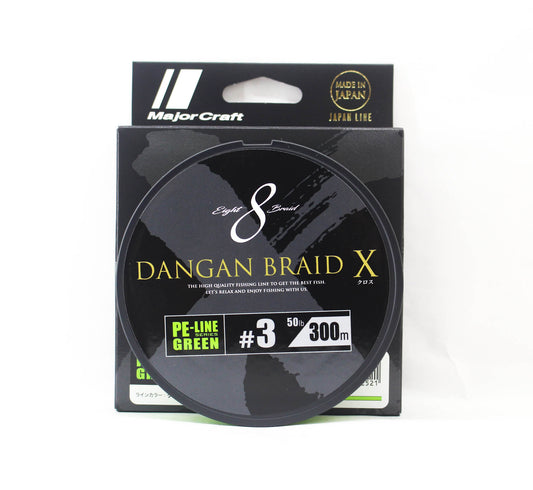 MajorCraft
MADE IN
JAPAN
JAPAN LINE
Eight 8 Braid
DANGAN BRAID X
クロス
THE HIGH QUALITY FISHING LINE TO GET THE BEST FISH.
LET'S RELAX AND ENJOY FISHING WITH US.
PE-LINE
SERIES
GREEN
#3
50lb
300m
ラインカラー